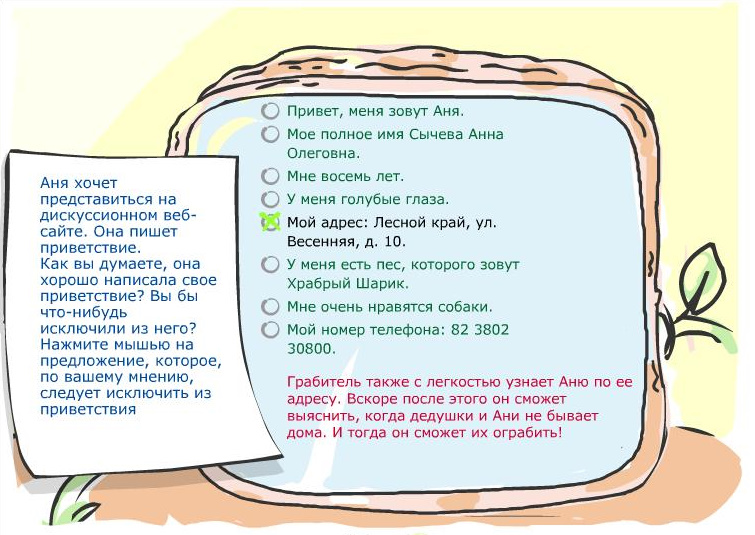 Аня хочет
представиться на
дискуссионном веб-
сайте. Она пишет
приветствие.
Как вы думаете, она
хорошо написала свое
приветствие? Вы бы
что-нибудь
исключили из него?
Нажмите мышью на
предложение, которое,
по вашему мнению,
следует исключить из
приветствия
Привет, меня зовут Аня.
Мое полное имя Сычева Анна
Олеговна.
Мне восемь лет.
У меня голубые глаза.
Мой адрес: Лесной край, ул.
Весенняя, д. 10.
У меня есть пес, которого зовут
Храбрый Шарик.
Мне очень нравятся собаки.
Мой номер телефона: 82 3802
30800.
Грабитель также с легкостью узнает Аню по ее
адресу. Вскоре после этого он сможет
выяснить, когда дедушки и Ани не бывает
дома. И тогда он сможет их ограбить!